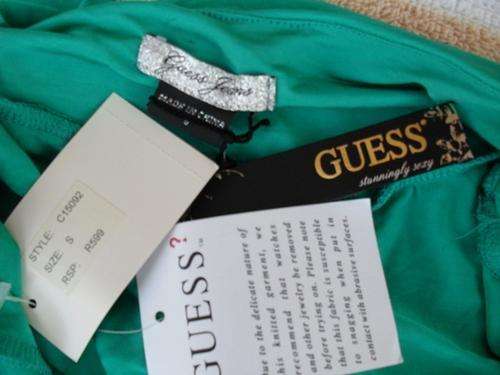 Guess Jeans
MADE IN CHINA
S
GUESS
stunningly sexy
STYLE: C15092
SIZE: S
RSP: R599
GUESS?
Due to the delicate nature of
this knitted garment, we
recommend that watches
and other jewelry be removed
before trying on. Please note
that this fabric is susceptible
to snagging when put in
contact with abrasive surfaces.